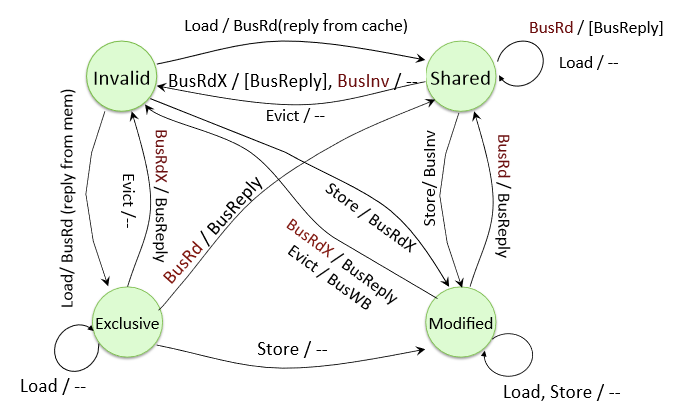 Load / BusRd(reply from cache)
BusRd / [BusReply]
Load / --
Invalid
Shared
BusRdX / [BusReply], BusInv / --
Evict / --
Load/ BusRd (reply from mem)
Evict /--
BusRdX / BusReply
BusRd / BusReply
Store / BusRdX
BusRdX / BusReply
Evict / BusWB
Store/ BusInv
BusRd / BusReply
Exclusive
Modified
Store / --
Load / --
Load, Store / --